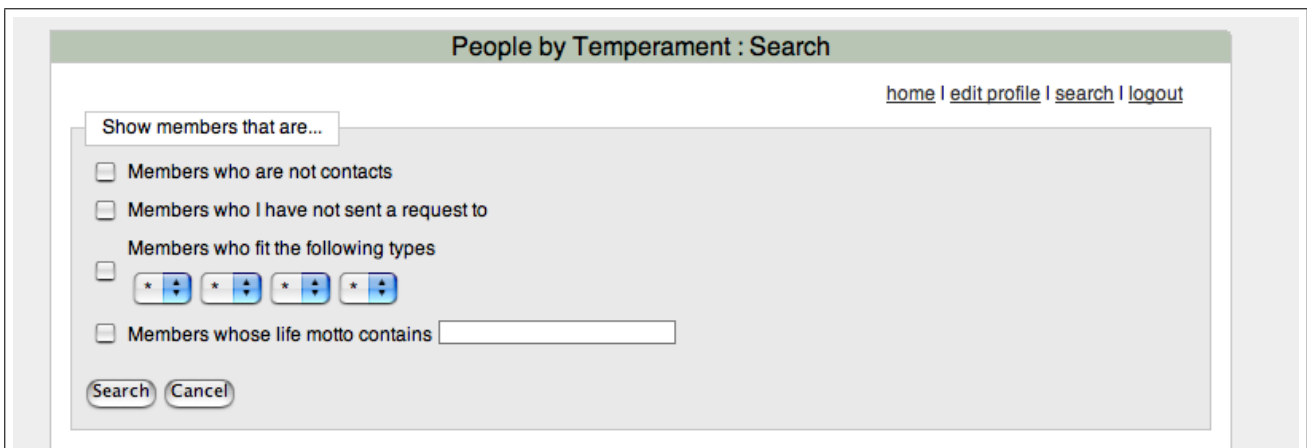 People by Temperament : Search
home | edit profile | search | logout
Show members that are...
Members who are not contacts
Members who I have not sent a request to
Members who fit the following types
* * * *
Members whose life motto contains
Search Cancel